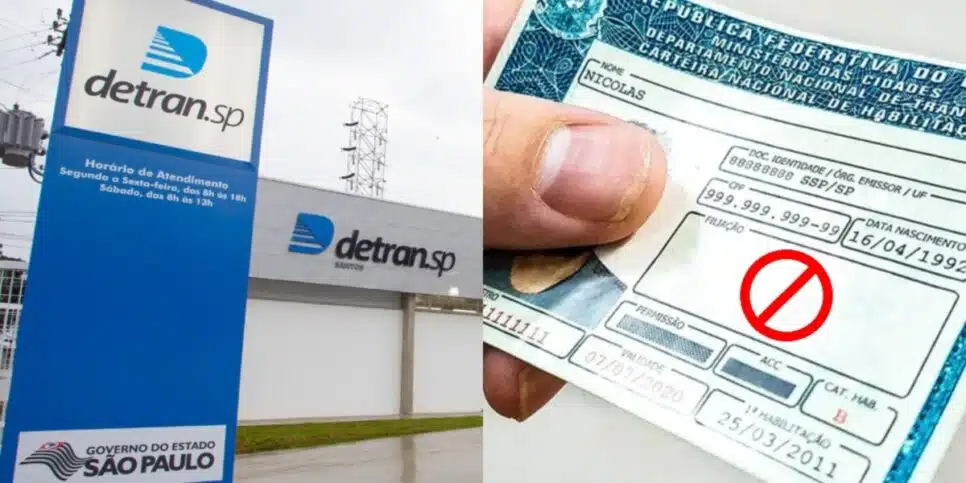 detran.sp
Horário de Atendimento
Segunda a Sexta-feira, das 8h às 18h
Sábado, das 8h às 13h
GOVERNO DO ESTADO
SÃO PAULO
detran.sp
SANTOS
REPÚBLICA FEDERATIVA DO
MINISTÉRIO DAS CIDADES
DEPARTAMENTO NACIONAL DE TRÂN
CARTEIRA NACIONAL DE HABILITAÇ
NOME
NICOLAS
DOC. IDENTIDADE / ÓRG. EMISSOR / UF
88888888 SSP/SP
CPF
999.999.999-99
DATA NASCIMENTO
16/04/1992
FILIAÇÃO
PERMISSÃO
ACC
CAT. HAB.
B
TRO
11111111
VALIDADE
07/07/2020
1ª HABILITAÇÃO
25/03/2011